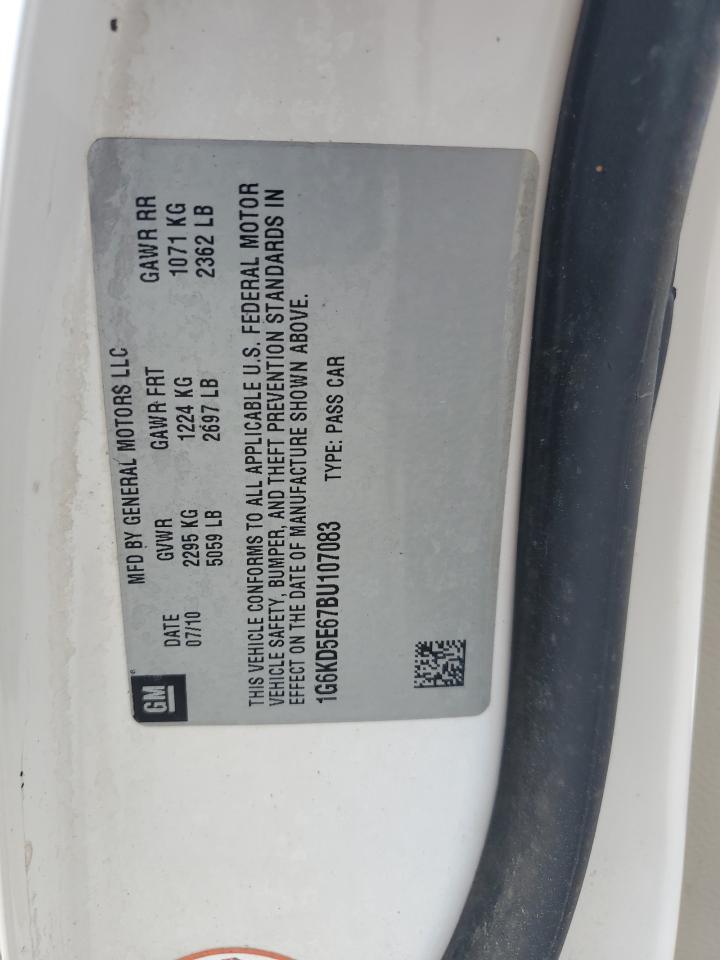 GM
MFD BY GENERAL MOTORS LLC
DATE GVWR GAWR FRT GAWR RR
07/10 2295 KG 1224 KG 1071 KG
5059 LB 2697 LB 2362 LB
THIS VEHICLE CONFORMS TO ALL APPLICABLE U.S. FEDERAL MOTOR
VEHICLE SAFETY, BUMPER, AND THEFT PREVENTION STANDARDS IN
EFFECT ON THE DATE OF MANUFACTURE SHOWN ABOVE.
1G6KD5E67BU107083 TYPE: PASS CAR